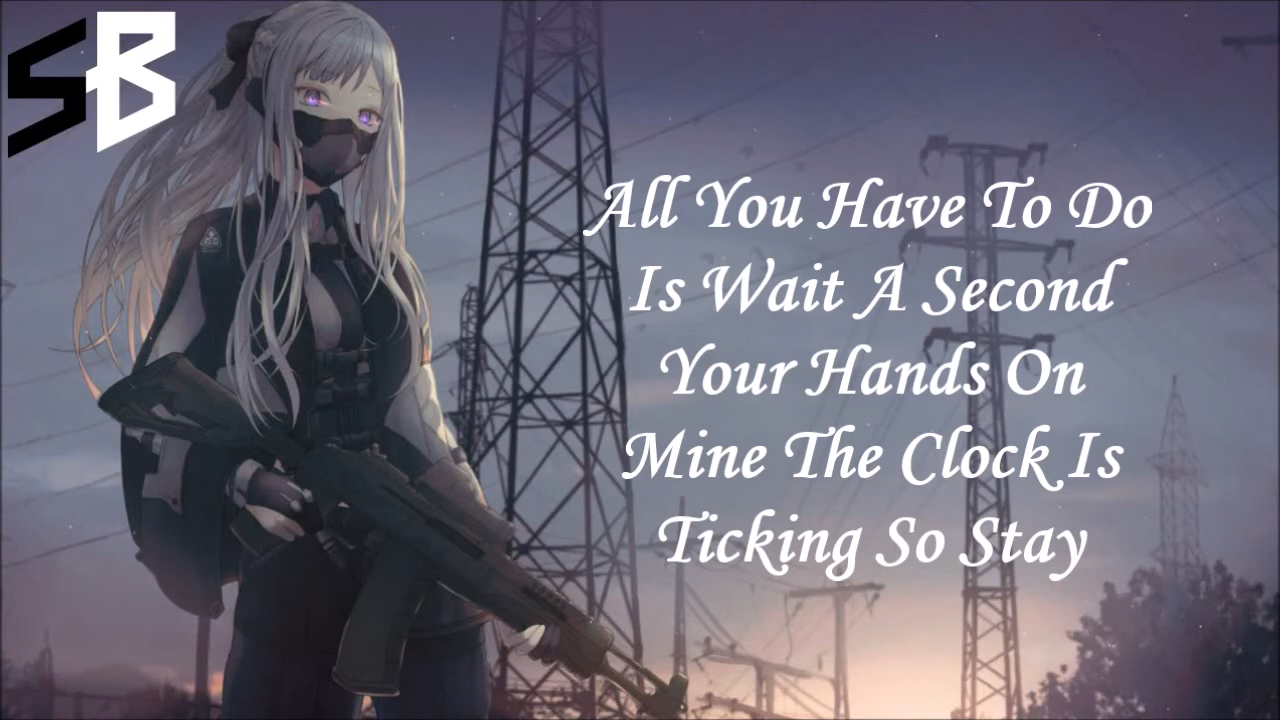 SB
All You Have To Do
Is Wait A Second
Your Hands On
Mine The Clock Is
Ticking So Stay